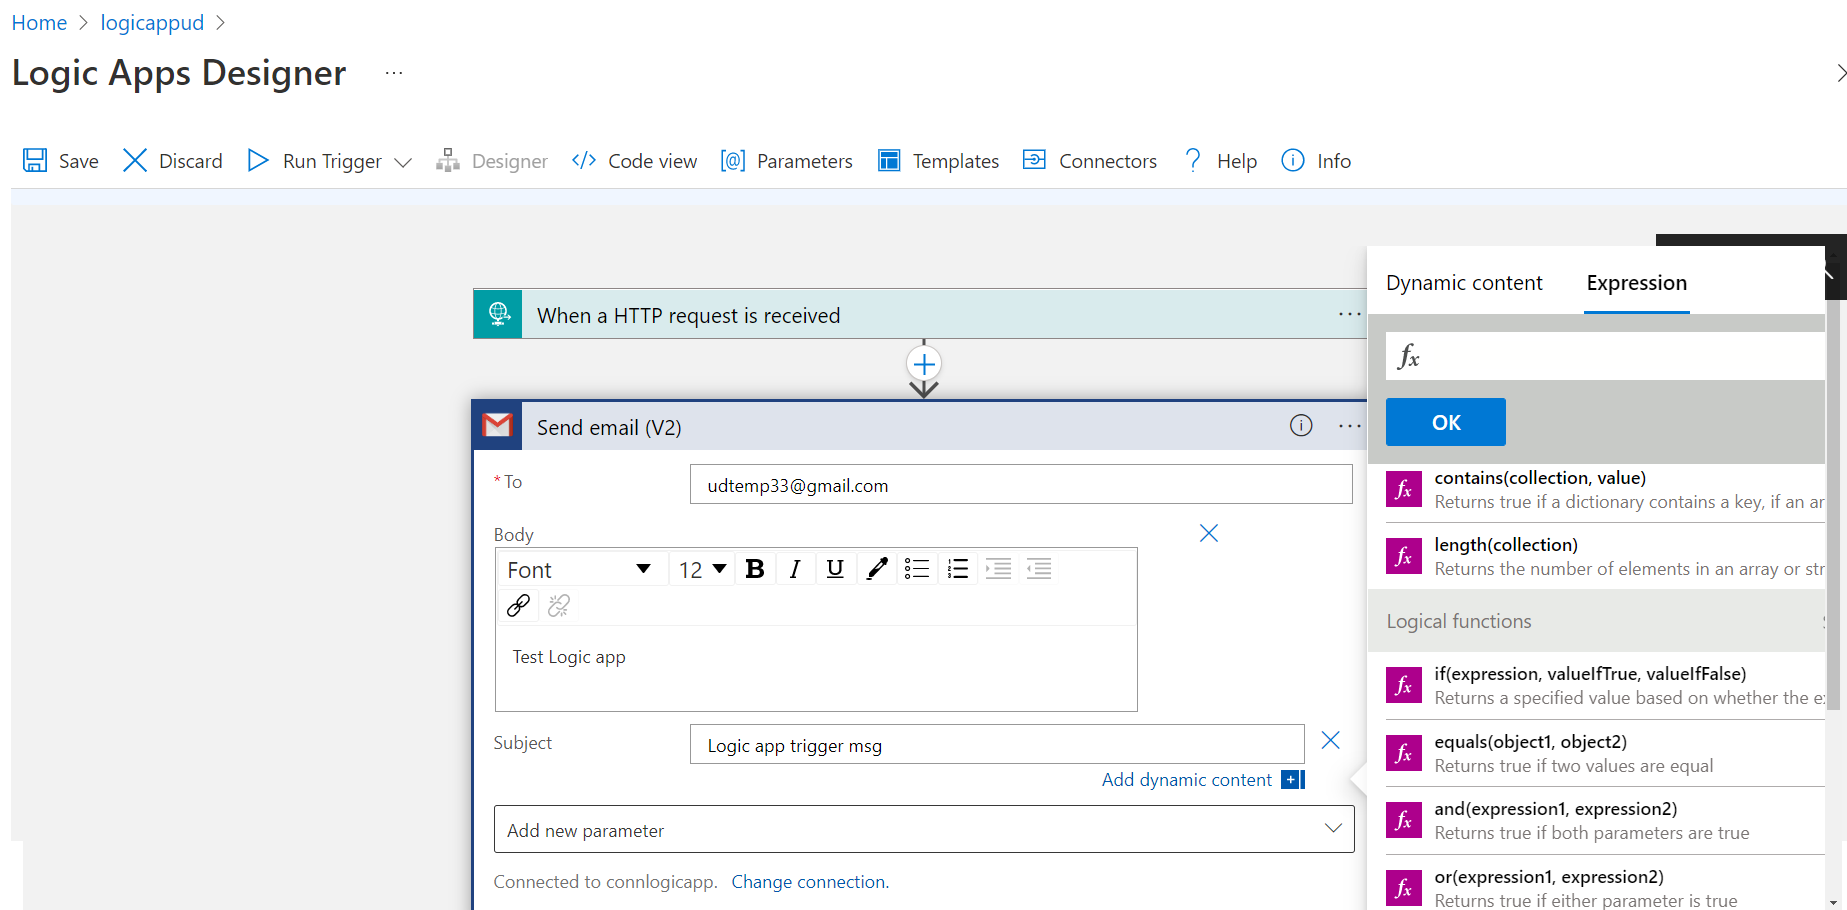 Home > logicappud >
Logic Apps Designer ...
Save Discard Run Trigger Designer </> Code view [@] Parameters Templates Connectors ? Help Info
When a HTTP request is received ...
Send email (V2) ...
* To udtemp33@gmail.com
Body
Font 12 B I U
Test Logic app
Subject Logic app trigger msg
Add dynamic content
Add new parameter
Connected to connlogicapp. Change connection.
Dynamic content Expression
fx
OK
fx contains(collection, value)
Returns true if a dictionary contains a key, if an ar
fx length(collection)
Returns the number of elements in an array or str
Logical functions
fx if(expression, valueIfTrue, valueIfFalse)
Returns a specified value based on whether the e
fx equals(object1, object2)
Returns true if two values are equal
fx and(expression1, expression2)
Returns true if both parameters are true
fx or(expression1, expression2)
Returns true if either parameter is true